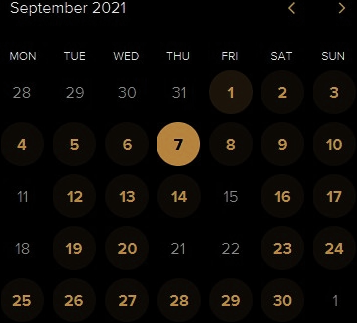 September 2021
MON TUE WED THU FRI SAT SUN
28 29 30 31 1 2 3
4 5 6 7 8 9 10
11 12 13 14 15 16 17
18 19 20 21 22 23 24
25 26 27 28 29 30 1